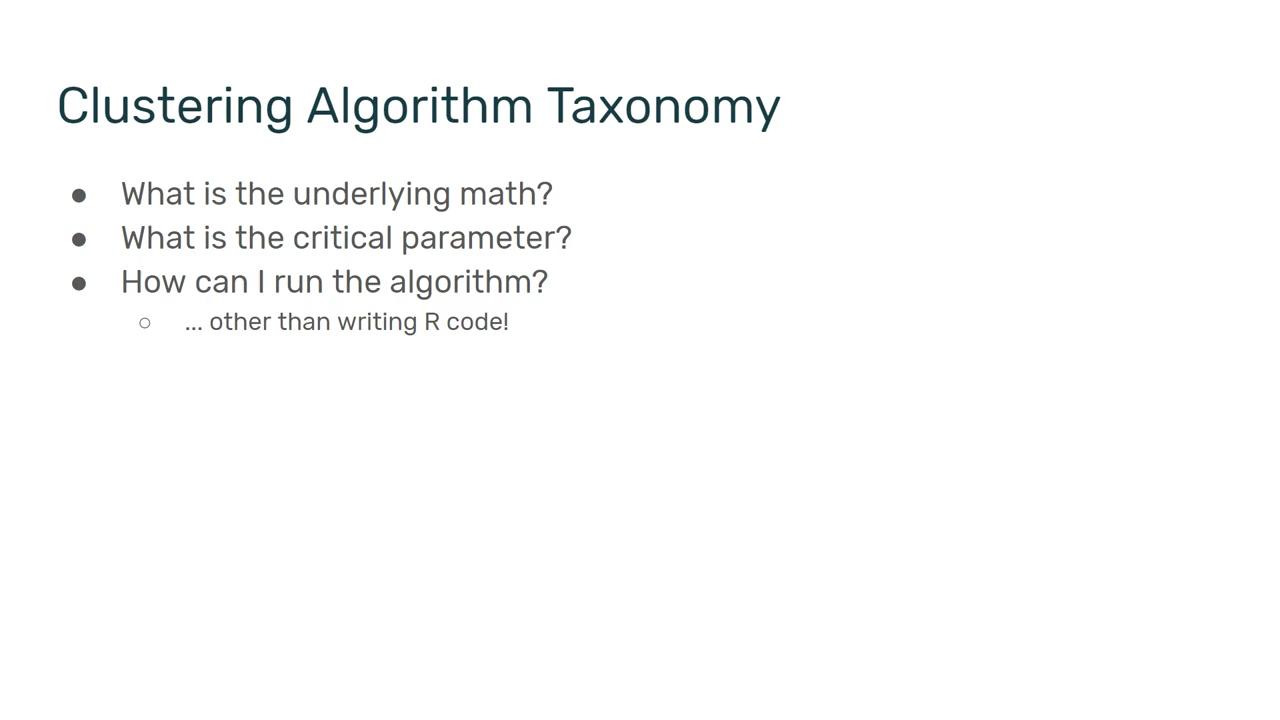 Clustering Algorithm Taxonomy
● What is the underlying math?
● What is the critical parameter?
● How can I run the algorithm?
○ ... other than writing R code!